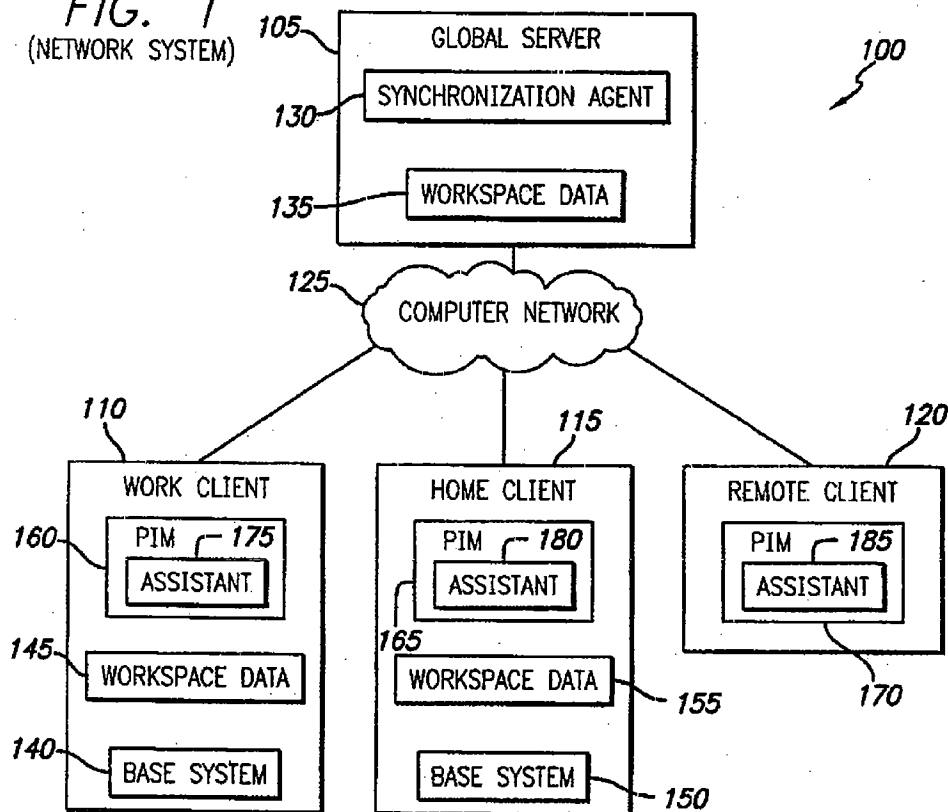 FIG. 1
(NETWORK SYSTEM)
105
GLOBAL SERVER
100
130
SYNCHRONIZATION AGENT
135
WORKSPACE DATA
125
COMPUTER NETWORK
110
WORK CLIENT
160
PIM
175
ASSISTANT
145
WORKSPACE DATA
140
BASE SYSTEM
115
HOME CLIENT
PIM
180
ASSISTANT
165
WORKSPACE DATA
155
BASE SYSTEM
150
120
REMOTE CLIENT
PIM
185
ASSISTANT
170